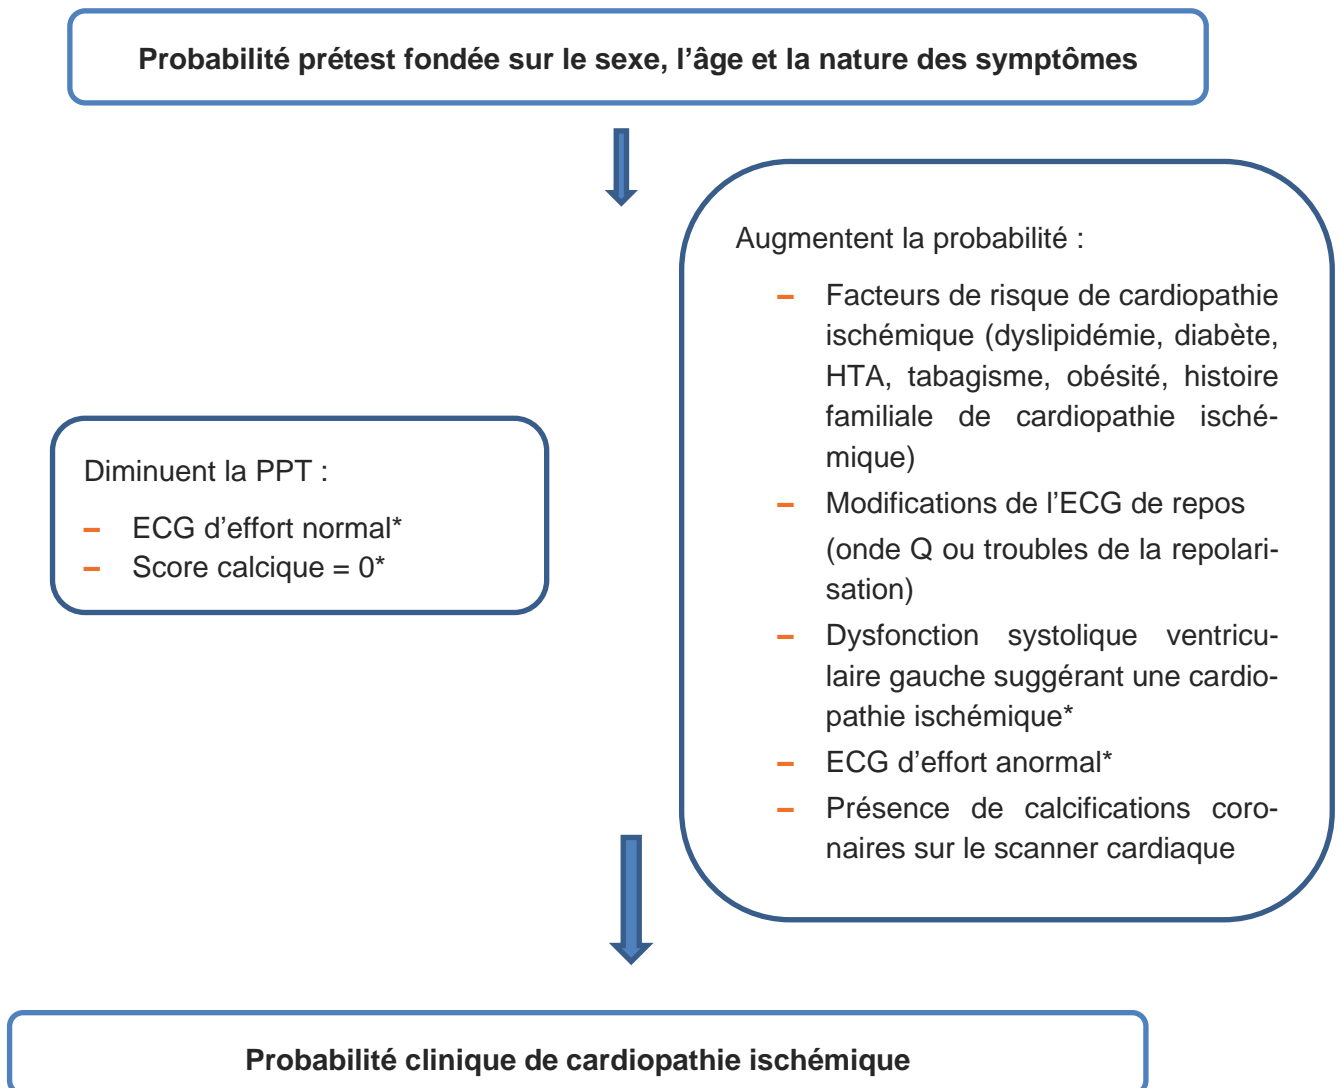 Probabilité prétest fondée sur le sexe, l’âge et la nature des symptômes
Augmentent la probabilité :
– Facteurs de risque de cardiopathie
ischémique (dyslipidémie, diabète,
HTA, tabagisme, obésité, histoire
familiale de cardiopathie isché-
mique)
– Modifications de l’ECG de repos
(onde Q ou troubles de la repolari-
sation)
– Dysfonction systolique ventricu-
laire gauche suggérant une cardio-
pathie ischémique*
– ECG d’effort anormal*
– Présence de calcifications coro-
naires sur le scanner cardiaque
Diminuent la PPT :
– ECG d’effort normal*
– Score calcique = 0*
Probabilité clinique de cardiopathie ischémique